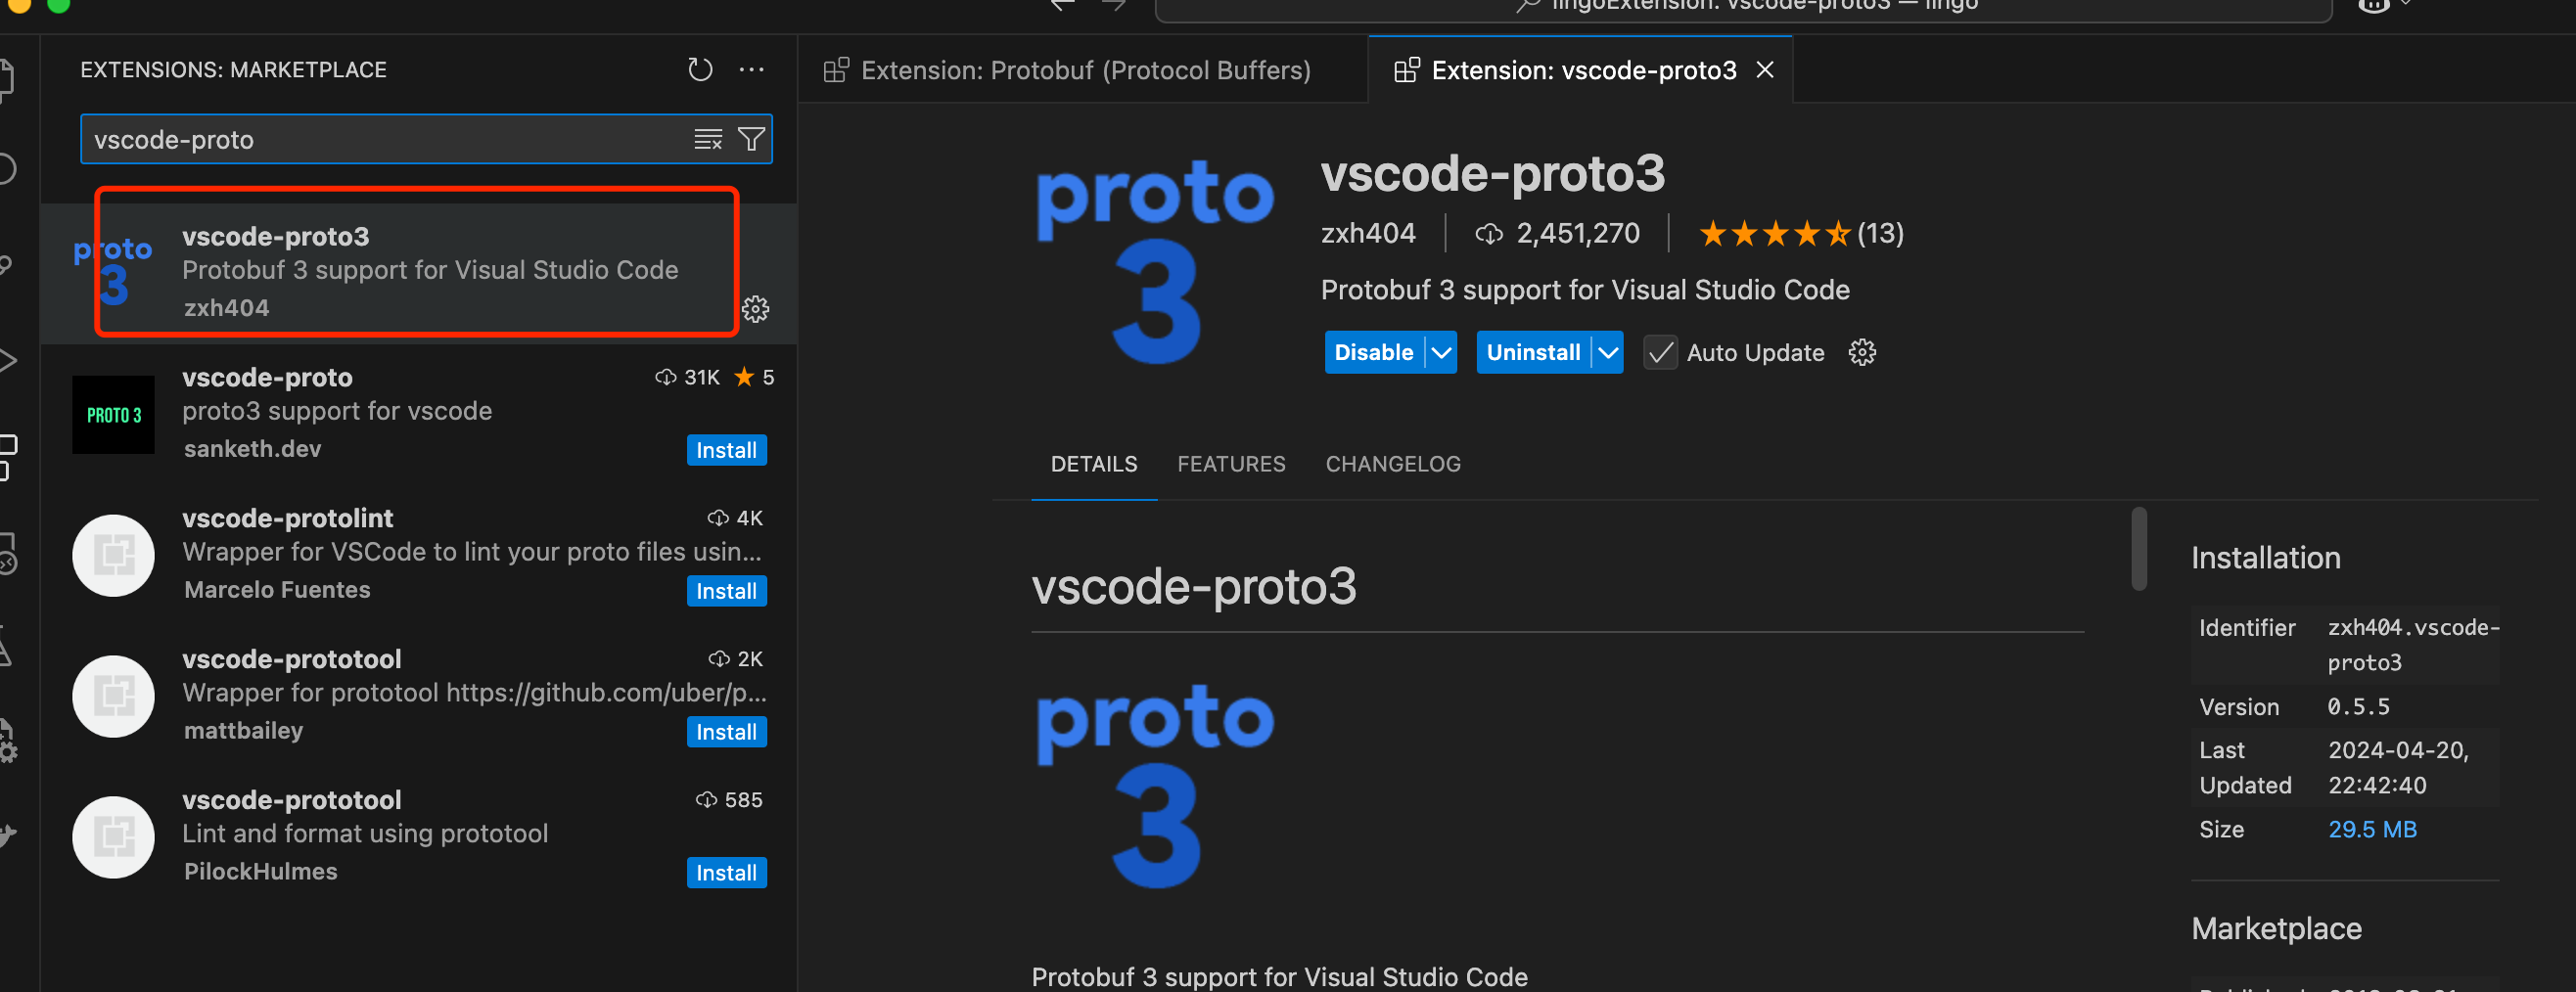 lingoExtension: vscode-proto3 — lingo
EXTENSIONS: MARKETPLACE
vscode-proto
proto
3
vscode-proto3
Protobuf 3 support for Visual Studio Code
zxh404
PROTO 3
vscode-proto
31K
5
proto3 support for vscode
sanketh.dev
Install
vscode-protolint
4K
Wrapper for VSCode to lint your proto files usin...
Marcelo Fuentes
Install
vscode-prototool
2K
Wrapper for prototool https://github.com/uber/p...
mattbailey
Install
vscode-prototool
585
Lint and format using prototool
PilockHulmes
Install
Extension: Protobuf (Protocol Buffers)
Extension: vscode-proto3
proto
3
vscode-proto3
zxh404
2,451,270
(13)
Protobuf 3 support for Visual Studio Code
Disable
Uninstall
Auto Update
DETAILS
FEATURES
CHANGELOG
vscode-proto3
proto
3
Protobuf 3 support for Visual Studio Code
Installation
Identifier
zxh404.vscode-
proto3
Version
0.5.5
Last
Updated
2024-04-20,
22:42:40
Size
29.5 MB
Marketplace